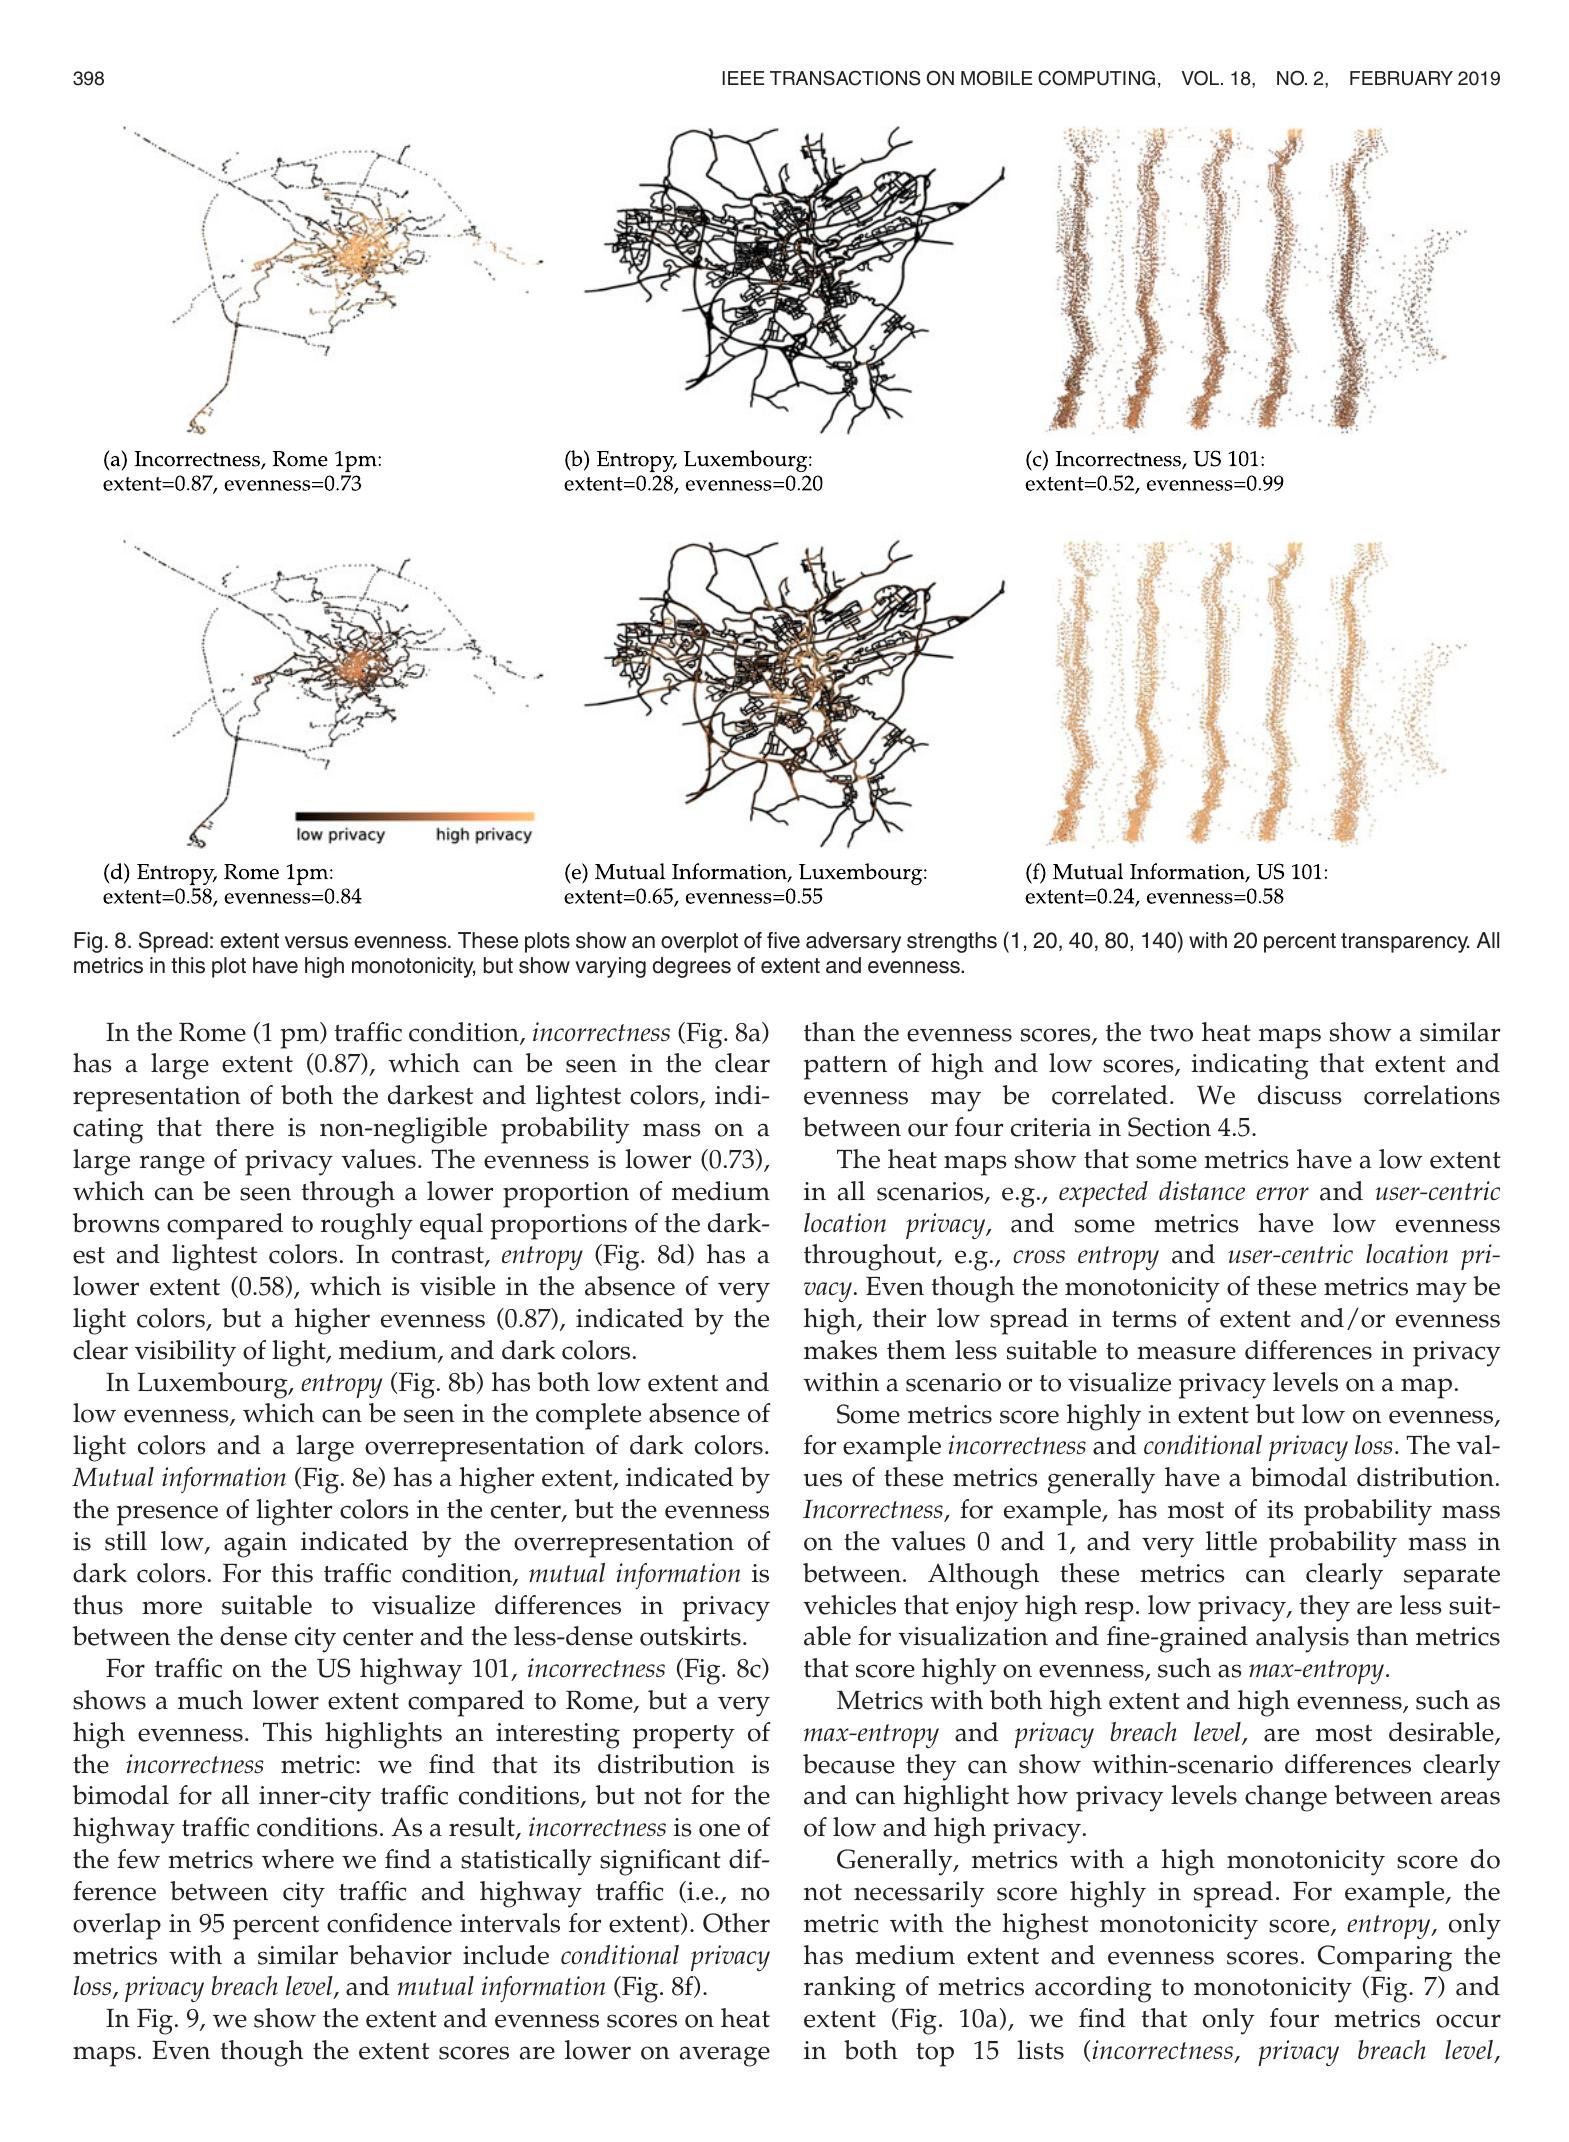 398
IEEE TRANSACTIONS ON MOBILE COMPUTING, VOL. 18, NO. 2, FEBRUARY 2019
(a) Incorrectness, Rome 1pm:
extent=0.87, evenness=0.73
(b) Entropy, Luxembourg:
extent=0.28, evenness=0.20
(c) Incorrectness, US 101:
extent=0.52, evenness=0.99
low privacy
high privacy
(d) Entropy, Rome 1pm:
extent=0.58, evenness=0.84
(e) Mutual Information, Luxembourg:
extent=0.65, evenness=0.55
(f) Mutual Information, US 101:
extent=0.24, evenness=0.58
Fig. 8. Spread: extent versus evenness. These plots show an overplot of five adversary strengths (1, 20, 40, 80, 140) with 20 percent transparency. All
metrics in this plot have high monotonicity, but show varying degrees of extent and evenness.
In the Rome (1 pm) traffic condition, incorrectness (Fig. 8a)
has a large extent (0.87), which can be seen in the clear
representation of both the darkest and lightest colors, indi-
cating that there is non-negligible probability mass on a
large range of privacy values. The evenness is lower (0.73),
which can be seen through a lower proportion of medium
browns compared to roughly equal proportions of the dark-
est and lightest colors. In contrast, entropy (Fig. 8d) has a
lower extent (0.58), which is visible in the absence of very
light colors, but a higher evenness (0.87), indicated by the
clear visibility of light, medium, and dark colors.
In Luxembourg, entropy (Fig. 8b) has both low extent and
low evenness, which can be seen in the complete absence of
light colors and a large overrepresentation of dark colors.
Mutual information (Fig. 8e) has a higher extent, indicated by
the presence of lighter colors in the center, but the evenness
is still low, again indicated by the overrepresentation of
dark colors. For this traffic condition, mutual information is
thus more suitable to visualize differences in privacy
between the dense city center and the less-dense outskirts.
For traffic on the US highway 101, incorrectness (Fig. 8c)
shows a much lower extent compared to Rome, but a very
high evenness. This highlights an interesting property of
the incorrectness metric: we find that its distribution is
bimodal for all inner-city traffic conditions, but not for the
highway traffic conditions. As a result, incorrectness is one of
the few metrics where we find a statistically significant dif-
ference between city traffic and highway traffic (i.e., no
overlap in 95 percent confidence intervals for extent). Other
metrics with a similar behavior include conditional privacy
loss, privacy breach level, and mutual information (Fig. 8f).
In Fig. 9, we show the extent and evenness scores on heat
maps. Even though the extent scores are lower on average
than the evenness scores, the two heat maps show a similar
pattern of high and low scores, indicating that extent and
evenness may be correlated. We discuss correlations
between our four criteria in Section 4.5.
The heat maps show that some metrics have a low extent
in all scenarios, e.g., expected distance error and user-centric
location privacy, and some metrics have low evenness
throughout, e.g., cross entropy and user-centric location pri-
vacy. Even though the monotonicity of these metrics may be
high, their low spread in terms of extent and/or evenness
makes them less suitable to measure differences in privacy
within a scenario or to visualize privacy levels on a map.
Some metrics score highly in extent but low on evenness,
for example incorrectness and conditional privacy loss. The val-
ues of these metrics generally have a bimodal distribution.
Incorrectness, for example, has most of its probability mass
on the values 0 and 1, and very little probability mass in
between. Although these metrics can clearly separate
vehicles that enjoy high resp. low privacy, they are less suit-
able for visualization and fine-grained analysis than metrics
that score highly on evenness, such as max-entropy.
Metrics with both high extent and high evenness, such as
max-entropy and privacy breach level, are most desirable,
because they can show within-scenario differences clearly
and can highlight how privacy levels change between areas
of low and high privacy.
Generally, metrics with a high monotonicity score do
not necessarily score highly in spread. For example, the
metric with the highest monotonicity score, entropy, only
has medium extent and evenness scores. Comparing the
ranking of metrics according to monotonicity (Fig. 7) and
extent (Fig. 10a), we find that only four metrics occur
in both top 15 lists (incorrectness, privacy breach level,